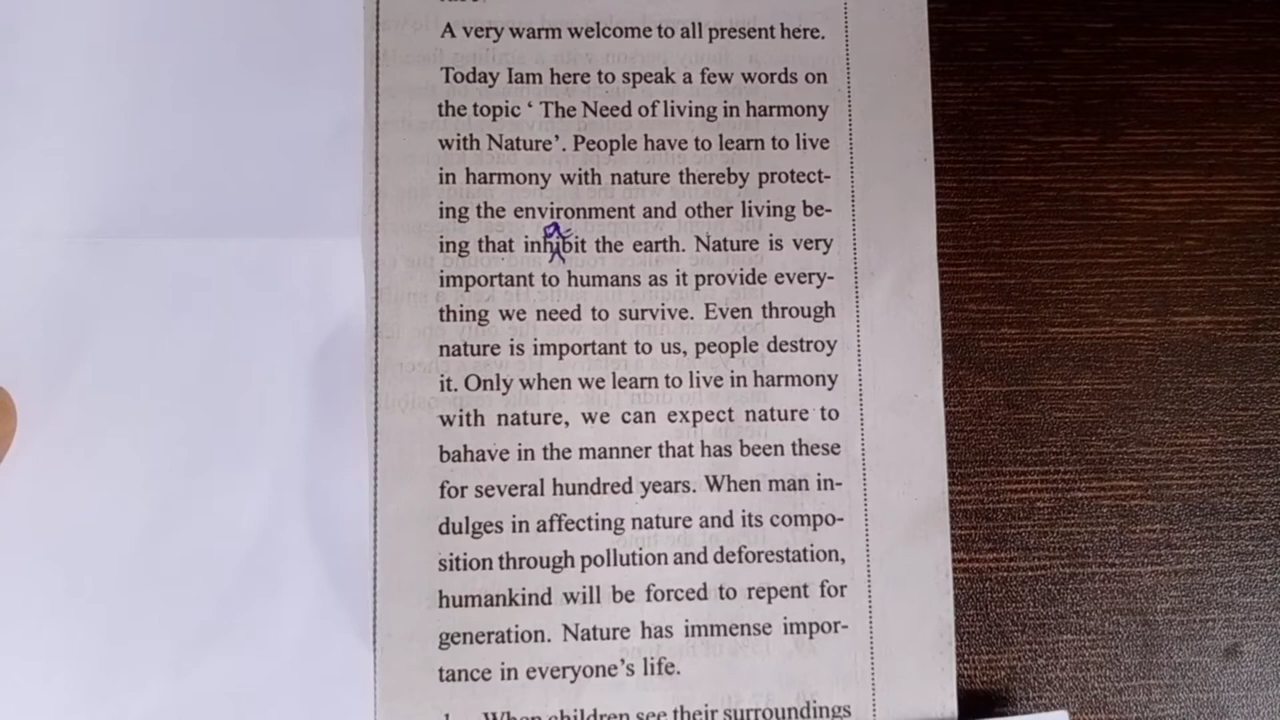 A very warm welcome to all present here.
Today Iam here to speak a few words on
the topic ‘ The Need of living in harmony
with Nature’. People have to learn to live
in harmony with nature thereby protect-
ing the environment and other living be-
ing that inhabit the earth. Nature is very
important to humans as it provide every-
thing we need to survive. Even through
nature is important to us, people destroy
it. Only when we learn to live in harmony
with nature, we can expect nature to
bahave in the manner that has been these
for several hundred years. When man in-
dulges in affecting nature and its compo-
sition through pollution and deforestation,
humankind will be forced to repent for
generation. Nature has immense impor-
tance in everyone’s life.
When children see their surroundings